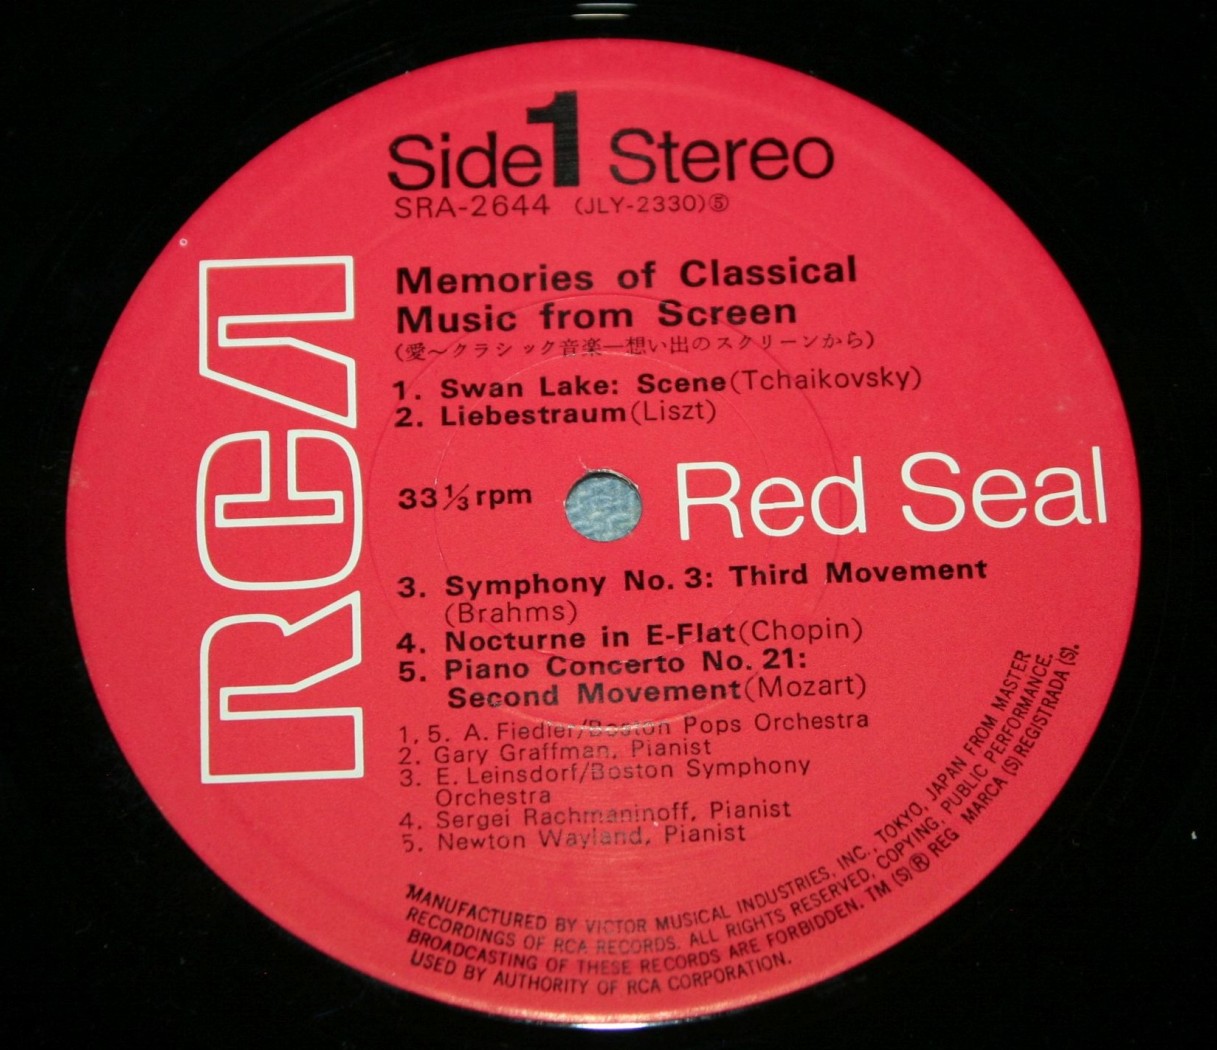 Side 1 Stereo
SRA-2644 (JLY-2330)⑤
RCA
Memories of Classical
Music from Screen
(愛〜クラシック音楽—想い出のスクリーンから)
1. Swan Lake: Scene(Tchaikovsky)
2. Liebestraum(Liszt)
33 1/3 rpm
Red Seal
3. Symphony No. 3: Third Movement
(Brahms)
4. Nocturne in E-Flat(Chopin)
5. Piano Concerto No. 21:
Second Movement(Mozart)
1, 5. A. Fiedler/Boston Pops Orchestra
2. Gary Graffman, Pianist
3. E. Leinsdorf/Boston Symphony
Orchestra
4. Sergei Rachmaninoff, Pianist
5. Newton Wayland, Pianist
MANUFACTURED BY VICTOR MUSICAL INDUSTRIES, INC., TOKYO, JAPAN FROM MASTER
RECORDINGS OF RCA RECORDS. ALL RIGHTS RESERVED, COPYING, PUBLIC PERFORMANCE,
BROADCASTING OF THESE RECORDS ARE FORBIDDEN. TM (S) ® REG MARCA (S) REGISTRADA (S).
USED BY AUTHORITY OF RCA CORPORATION.